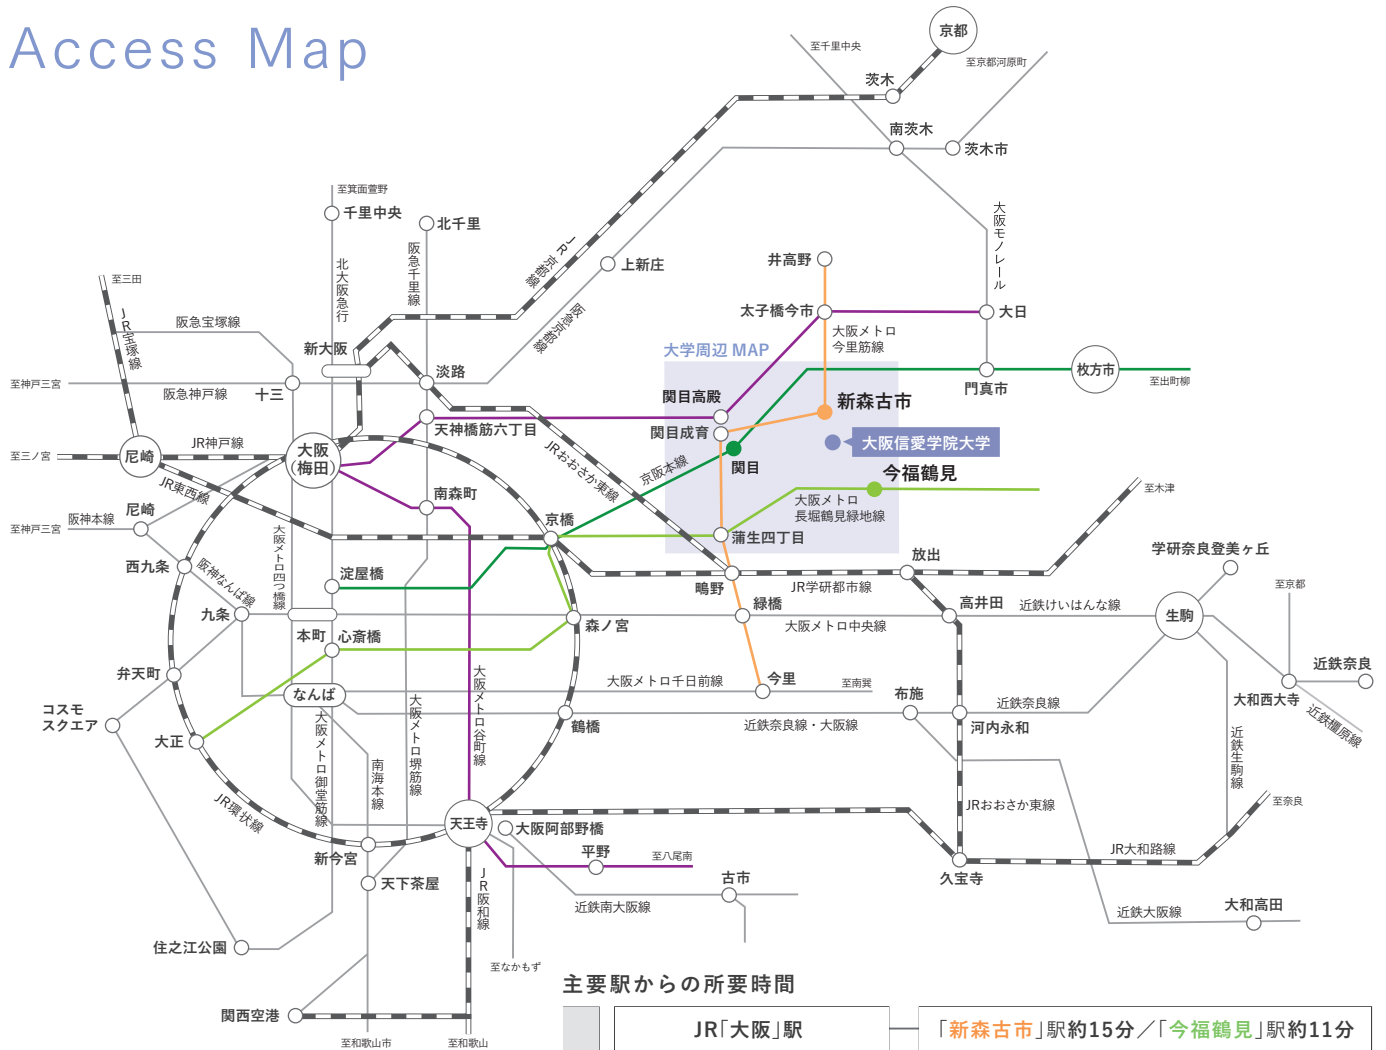 Access Map
京都
至千里中央
至京都河原町
茨木
南茨木
茨木市
至箕面萱野
千里中央
北千里
大阪モノレール
JR京都線
阪急千里線
北大阪急行
上新庄
井高野
至三田
JR宝塚線
阪急宝塚線
阪急京都線
太子橋今市
大日
大阪メトロ
今里筋線
新大阪
大学周辺 MAP
淡路
門真市
枚方市
至出町柳
至神戸三宮
阪急神戸線
十三
関目高殿
新森古市
天神橋筋六丁目
関目成育
大阪信愛学院大学
JR神戸線
大阪
(梅田)
尼崎
至三ノ宮
JRおおさか東線
京阪本線
関目
今福鶴見
JR東西線
南森町
大阪メトロ
長堀鶴見緑地線
至木津
尼崎
阪神本線
至神戸三宮
京橋
蒲生四丁目
大阪メトロ四つ橋線
西九条
阪神なんば線
淀屋橋
鴫野
JR学研都市線
放出
学研奈良登美ヶ丘
至京都
九条
緑橋
高井田
近鉄けいはんな線
生駒
本町
心斎橋
森ノ宮
大阪メトロ中央線
弁天町
なんば
大阪メトロ千日前線
今里
至南巽
布施
近鉄奈良線
近鉄奈良
大和西大寺
近鉄橿原線
コスモ
スクエア
大正
大阪メトロ御堂筋線
南海本線
大阪メトロ堺筋線
大阪メトロ谷町線
鶴橋
近鉄奈良線・大阪線
河内永和
近鉄生駒線
JR環状線
JRおおさか東線
至奈良
天王寺
大阪阿部野橋
新今宮
平野
至八尾南
JR大和路線
天下茶屋
久宝寺
古市
JR阪和線
近鉄南大阪線
近鉄大阪線
大和高田
住之江公園
至なかもず
関西空港
至和歌山市
至和歌山
主要駅からの所要時間
JR「大阪」駅
「新森古市」駅約15分／「今福鶴見」駅約11分